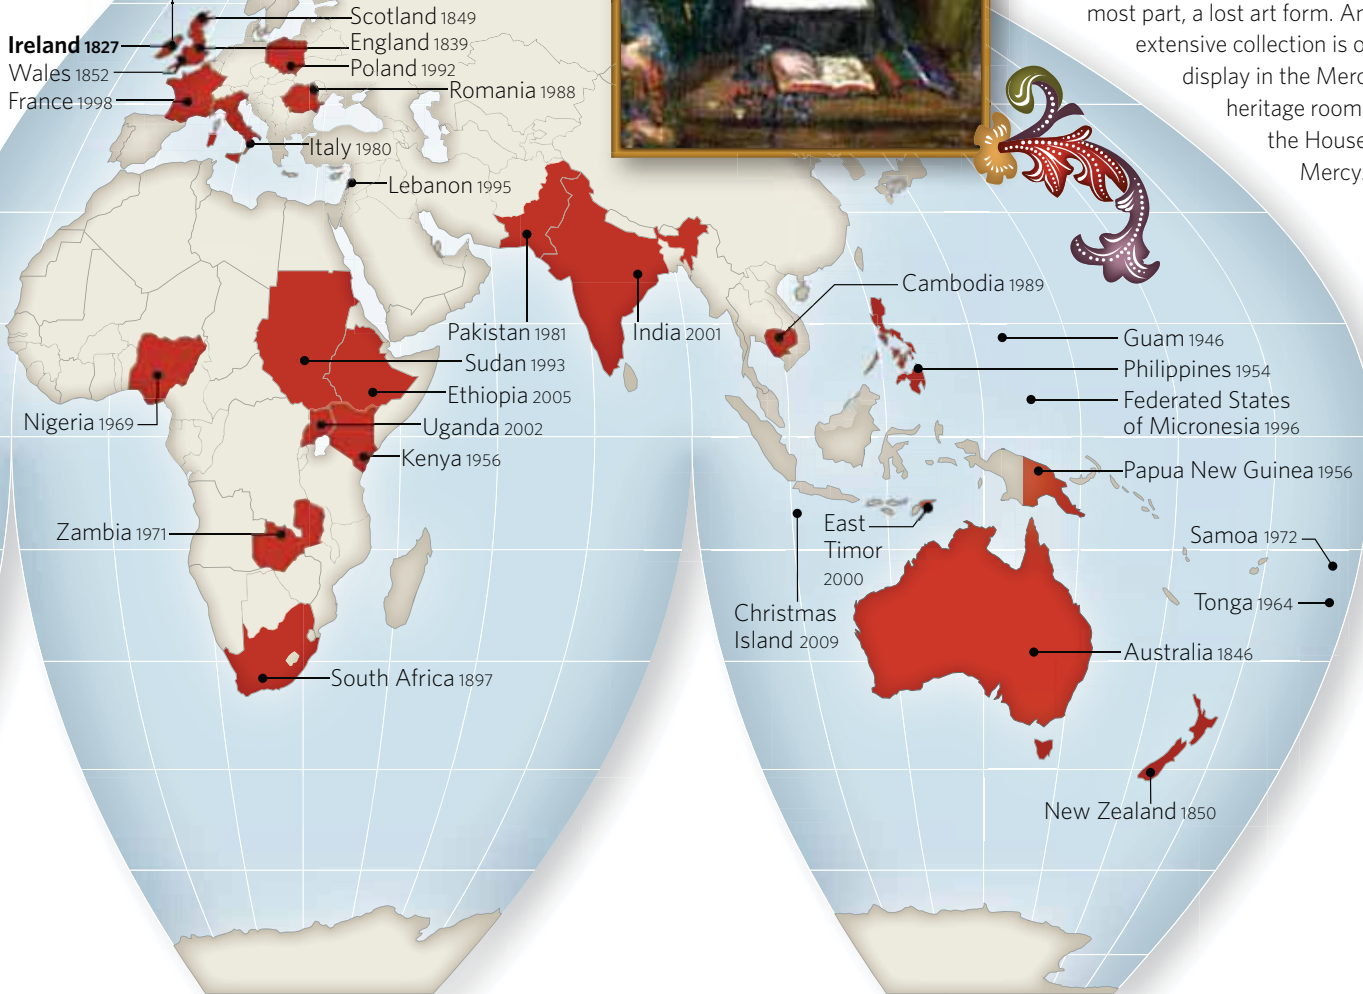 most part, a lost art form. An
extensive collection is o
display in the Merc
heritage room
the House
Mercy.
Scotland 1849
Ireland 1827
England 1839
Wales 1852
Poland 1992
France 1998
Romania 1988
Italy 1980
Lebanon 1995
Pakistan 1981
India 2001
Sudan 1993
Ethiopia 2005
Nigeria 1969
Uganda 2002
Kenya 1956
Zambia 1971
South Africa 1897
Cambodia 1989
Guam 1946
Philippines 1954
Federated States
of Micronesia 1996
Papua New Guinea 1956
East
Timor
2000
Samoa 1972
Christmas
Island 2009
Tonga 1964
Australia 1846
New Zealand 1850